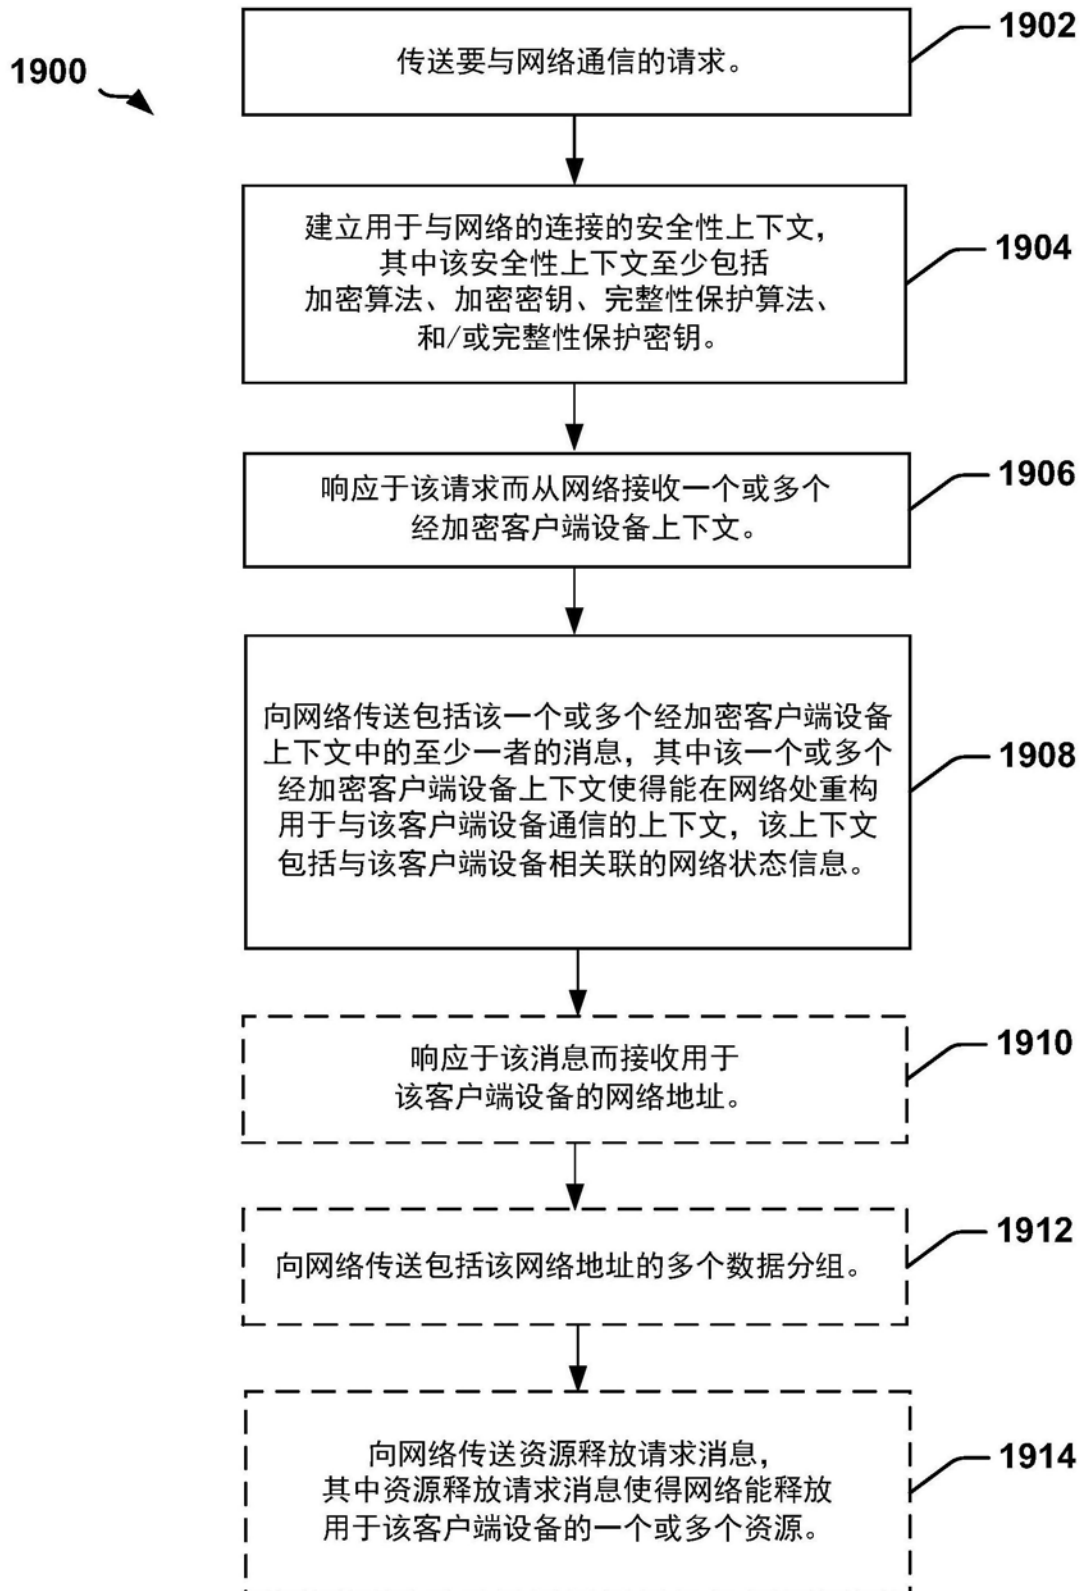 1900
传送要与网络通信的请求。
1902
建立用于与网络的连接的安全性上下文，
其中该安全性上下文至少包括
加密算法、加密密钥、完整性保护算法、
和/或完整性保护密钥。
1904
响应于该请求而从网络接收一个或多个
经加密客户端设备上下文。
1906
向网络传送包括该一个或多个经加密客户端设备
上下文中的至少一者的消息，其中该一个或多个
经加密客户端设备上下文使得能在网络处重构
用于与该客户端设备通信的上下文，该上下文
包括与该客户端设备相关联的网络状态信息。
1908
响应于该消息而接收用于
该客户端设备的网络地址。
1910
向网络传送包括该网络地址的多个数据分组。
1912
向网络传送资源释放请求消息，
其中资源释放请求消息使得网络能释放
用于该客户端设备的一个或多个资源。
1914